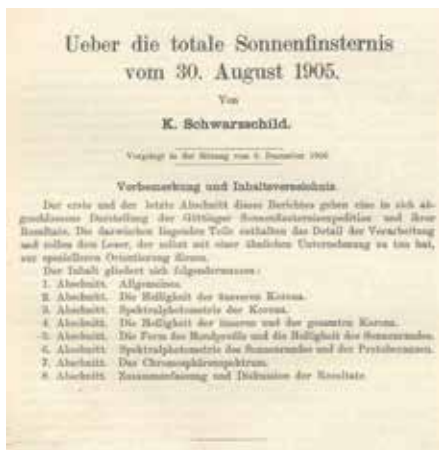 Ueber die totale Sonnenfinsternis
vom 30. August 1905.
Von
K. Schwarzschild.
Vorgelegt in der Sitzung vom 8. Dezember 1906
Vorbemerkung und Inhaltsverzeichnis.
Der erste und der letzte Abschnitt dieses Berichtes geben eine in sich ab-
geschlossene Darstellung der Göttinger Sonnenfinsternisexpedition und ihrer
Resultate. Die dazwischen liegenden Teile enthalten das Detail der Verarbeitung
und sollen dem Leser, der selbst mit einer ähnlichen Unternehmung zu tun hat,
zur spezielleren Orientierung dienen.
Der Inhalt gliedert sich folgendermassen:
1. Abschnitt. Allgemeines.
2. Abschnitt. Die Helligkeit der äusseren Korona.
3. Abschnitt. Spektralphotometrie der Korona.
4. Abschnitt. Die Helligkeit der inneren und der gesamten Korona.
5. Abschnitt. Die Form des Mondprofils und die Helligkeit des Sonnenrandes.
6. Abschnitt. Spektralphotometrie des Sonnenrandes und der Protuberanzen.
7. Abschnitt. Das Chromosphärenspektrum.
8. Abschnitt. Zusammenfassung und Diskussion der Resultate.